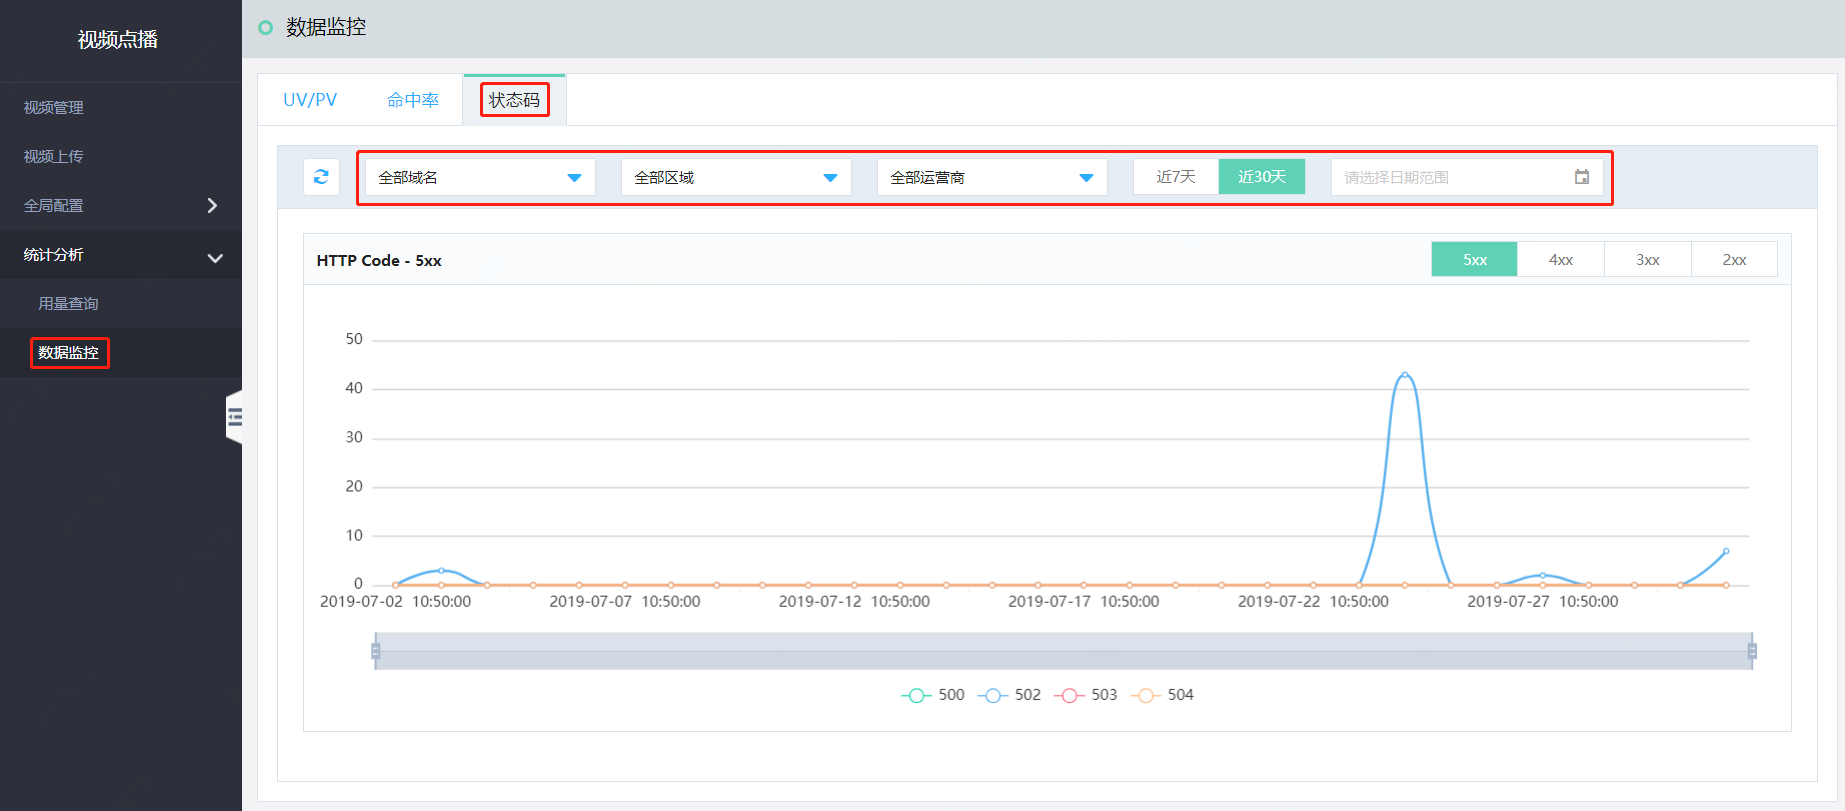 视频点播
视频管理
视频上传
全局配置
统计分析
用量查询
数据监控
数据监控
UV/PV 命中率 状态码
全部域名 全部区域 全部运营商 近7天 近30天 请选择日期范围
HTTP Code - 5xx 5xx 4xx 3xx 2xx
50
40
30
20
10
0
2019-07-02 10:50:00 2019-07-07 10:50:00 2019-07-12 10:50:00 2019-07-17 10:50:00 2019-07-22 10:50:00 2019-07-27 10:50:00
500 502 503 504